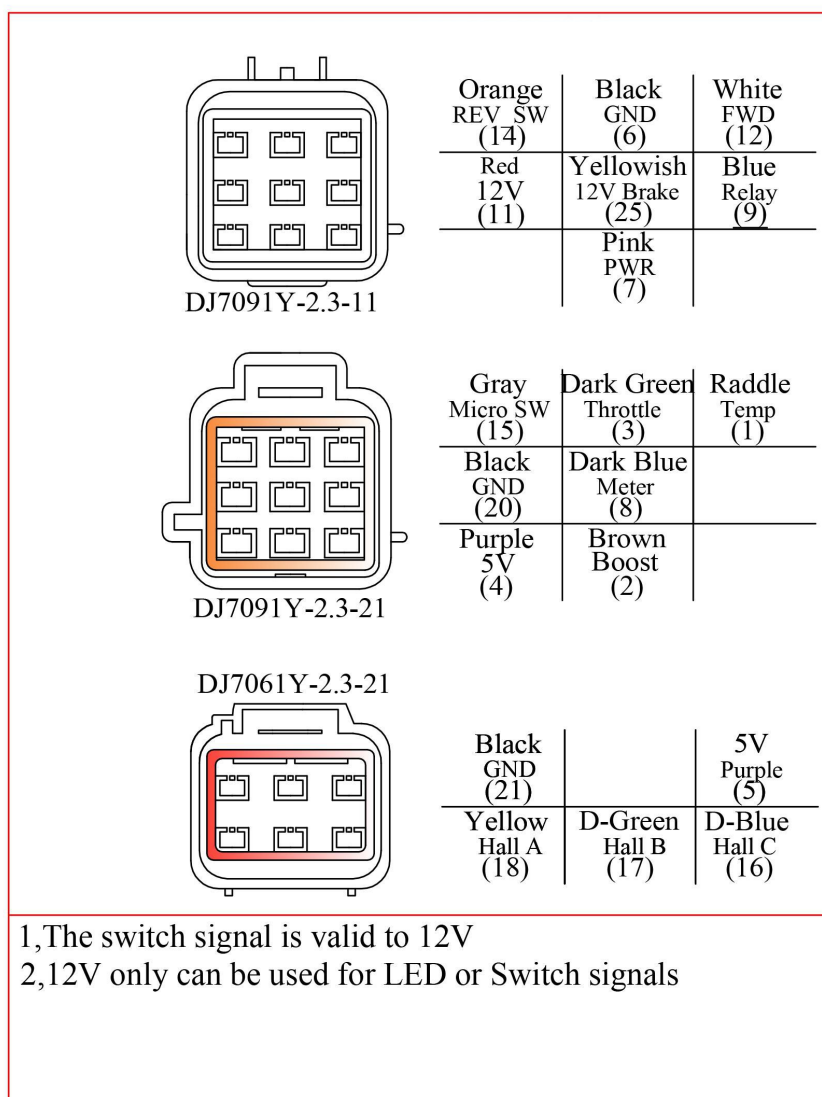 Orange Black White
REV_SW GND FWD
(14) (6) (12)
Red Yellowish Blue
12V 12V Brake Relay
(11) (25) (9)
Pink
PWR
(7)
DJ7091Y-2.3-11
Gray Dark Green Raddle
Micro SW Throttle Temp
(15) (3) (1)
Black Dark Blue
GND Meter
(20) (8)
Purple Brown
5V Boost
(4) (2)
DJ7091Y-2.3-21
DJ7061Y-2.3-21
Black 5V
GND Purple
(21) (5)
Yellow D-Green D-Blue
Hall A Hall B Hall C
(18) (17) (16)
1,The switch signal is valid to 12V
2,12V only can be used for LED or Switch signals